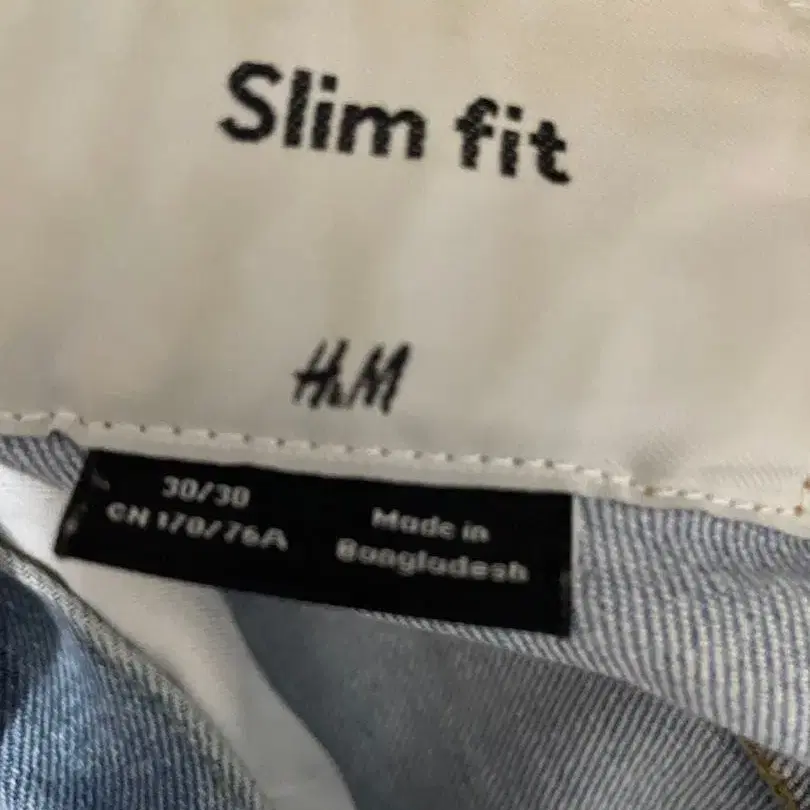 Slim fit
H&M
30/30
CN 170/76A
Made in
Bangladesh